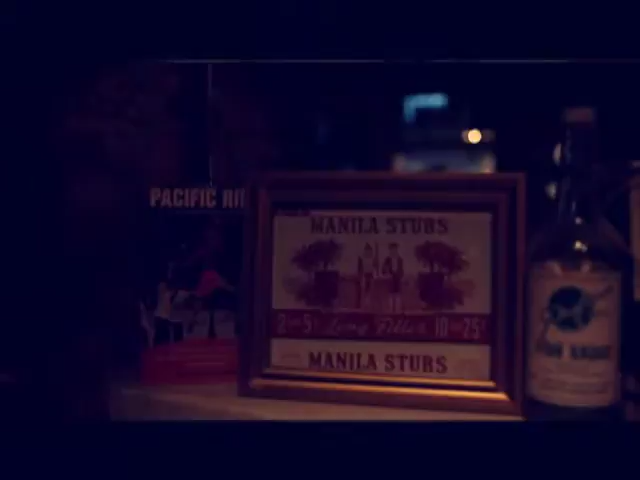 PACIFIC RI
MANILA STUBS
2 FOR 5¢ Long Filler 10 FOR 25¢
MANILA STUBS